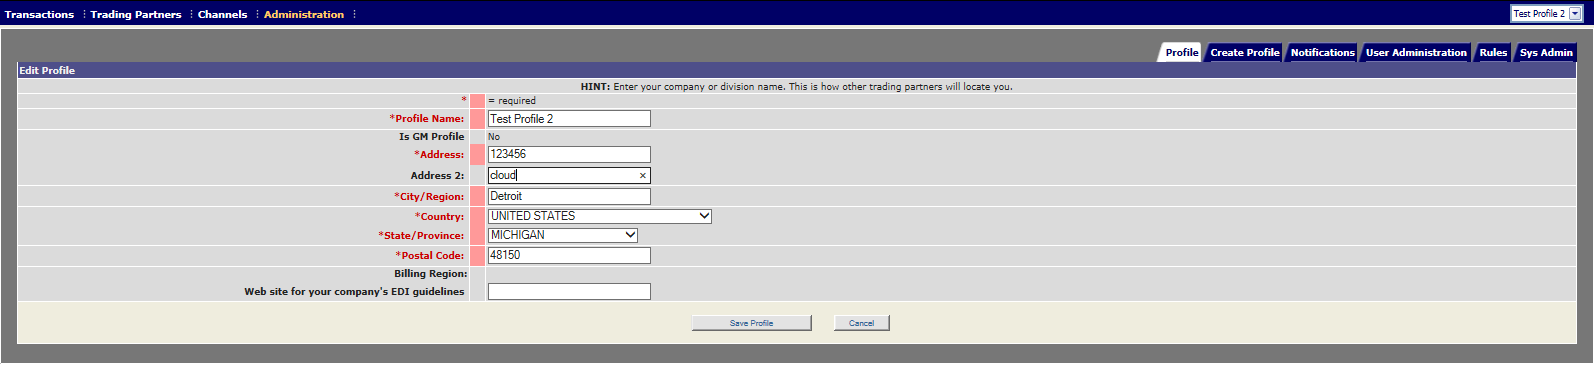 Transactions Trading Partners Channels Administration Test Profile 2
Profile Create Profile Notifications User Administration Rules Sys Admin
Edit Profile
HINT: Enter your company or division name. This is how other trading partners will locate you.
* = required
*Profile Name: Test Profile 2
Is GM Profile No
*Address: 123456
Address 2: cloud ×
*City/Region: Detroit
*Country: UNITED STATES
*State/Province: MICHIGAN
*Postal Code: 48150
Billing Region:
Web site for your company's EDI guidelines
Save Profile Cancel